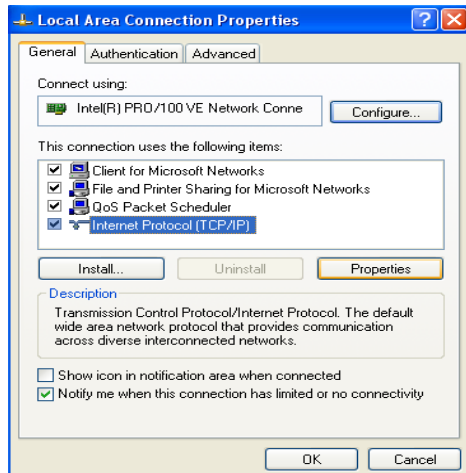 Local Area Connection Properties
General
Authentication
Advanced
Connect using:
Intel(R) PRO/100 VE Network Conne
Configure...
This connection uses the following items:
Client for Microsoft Networks
File and Printer Sharing for Microsoft Networks
QoS Packet Scheduler
Internet Protocol (TCP/IP)
Install...
Uninstall
Properties
Description
Transmission Control Protocol/Internet Protocol. The default
wide area network protocol that provides communication
across diverse interconnected networks.
Show icon in notification area when connected
Notify me when this connection has limited or no connectivity
OK
Cancel